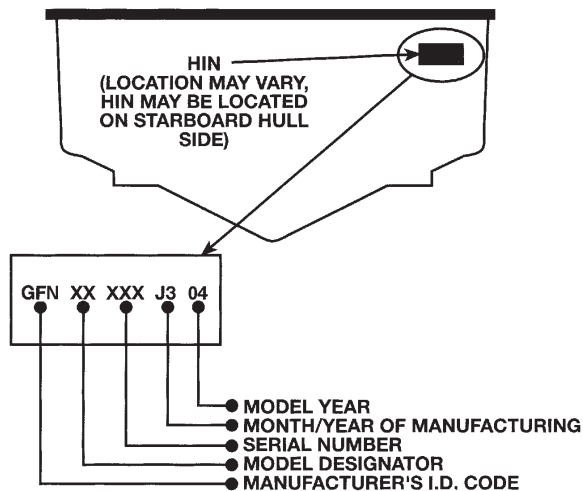 HIN
(LOCATION MAY VARY,
HIN MAY BE LOCATED
ON STARBOARD HULL
SIDE)
GFN XX XXX J3 04
MODEL YEAR
MONTH/YEAR OF MANUFACTURING
SERIAL NUMBER
MODEL DESIGNATOR
MANUFACTURER'S I.D. CODE